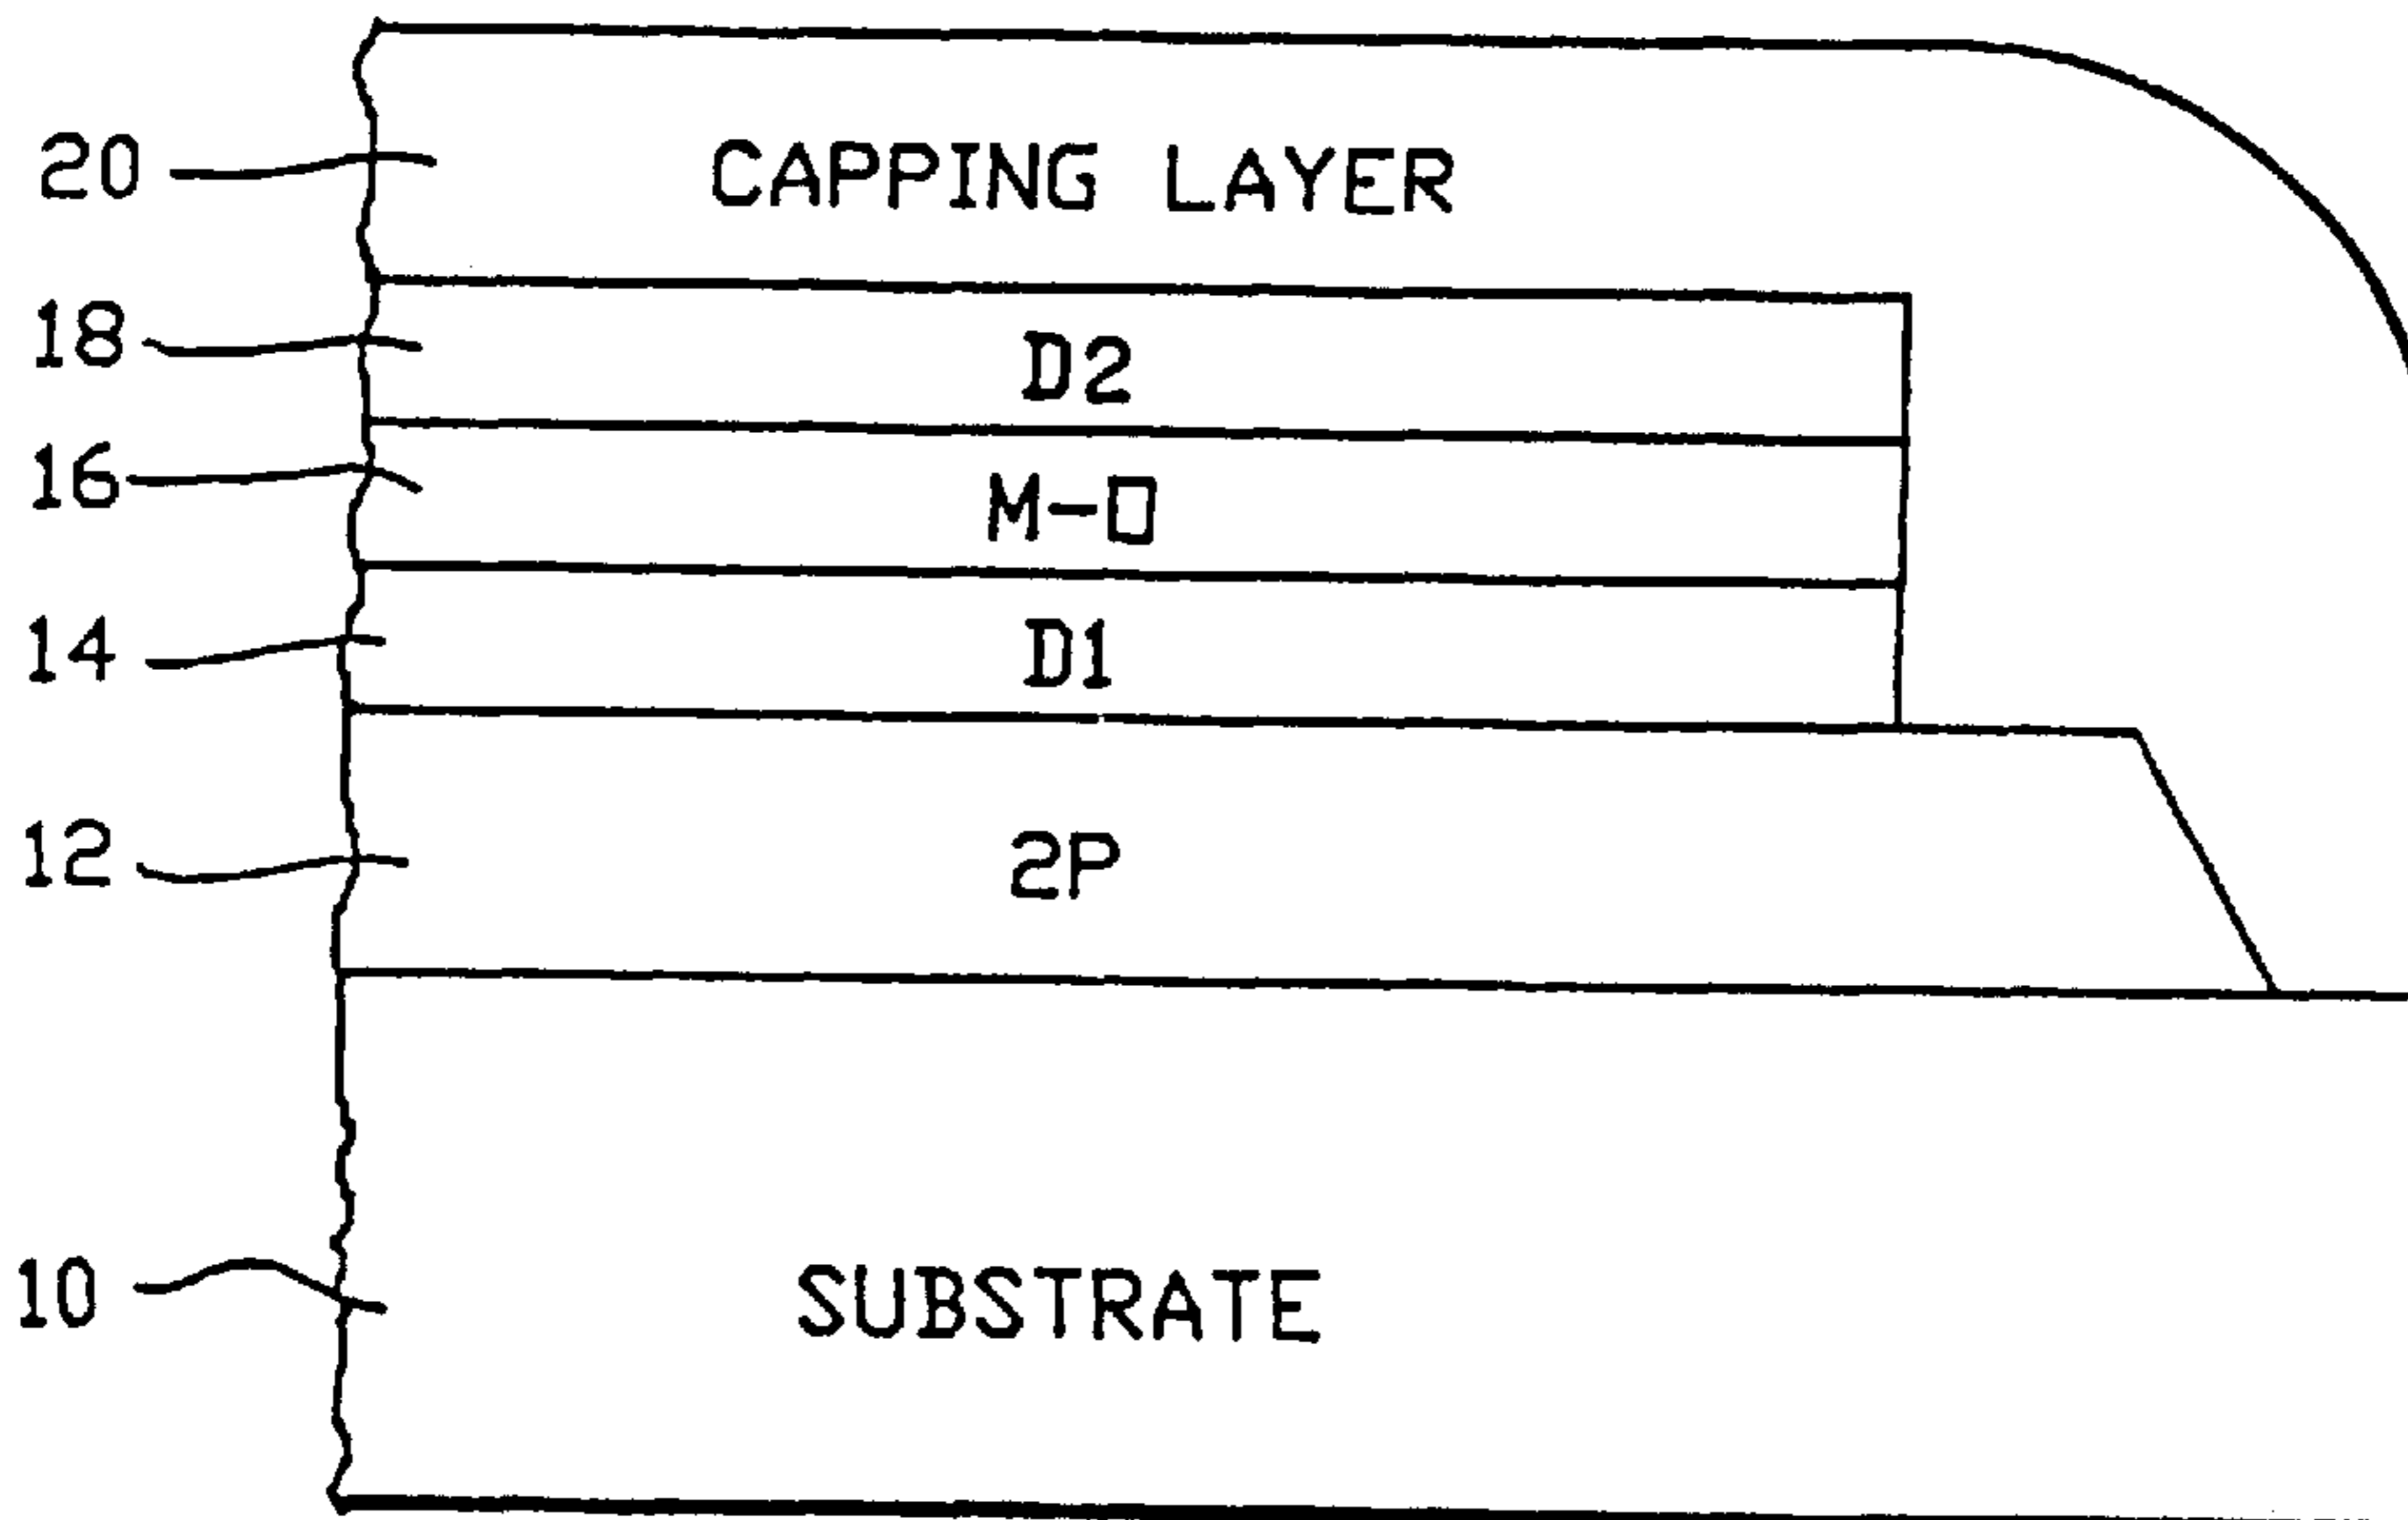 20 CAPPING LAYER
18 D2
16 M-O
14 D1
12 2P
10 SUBSTRATE